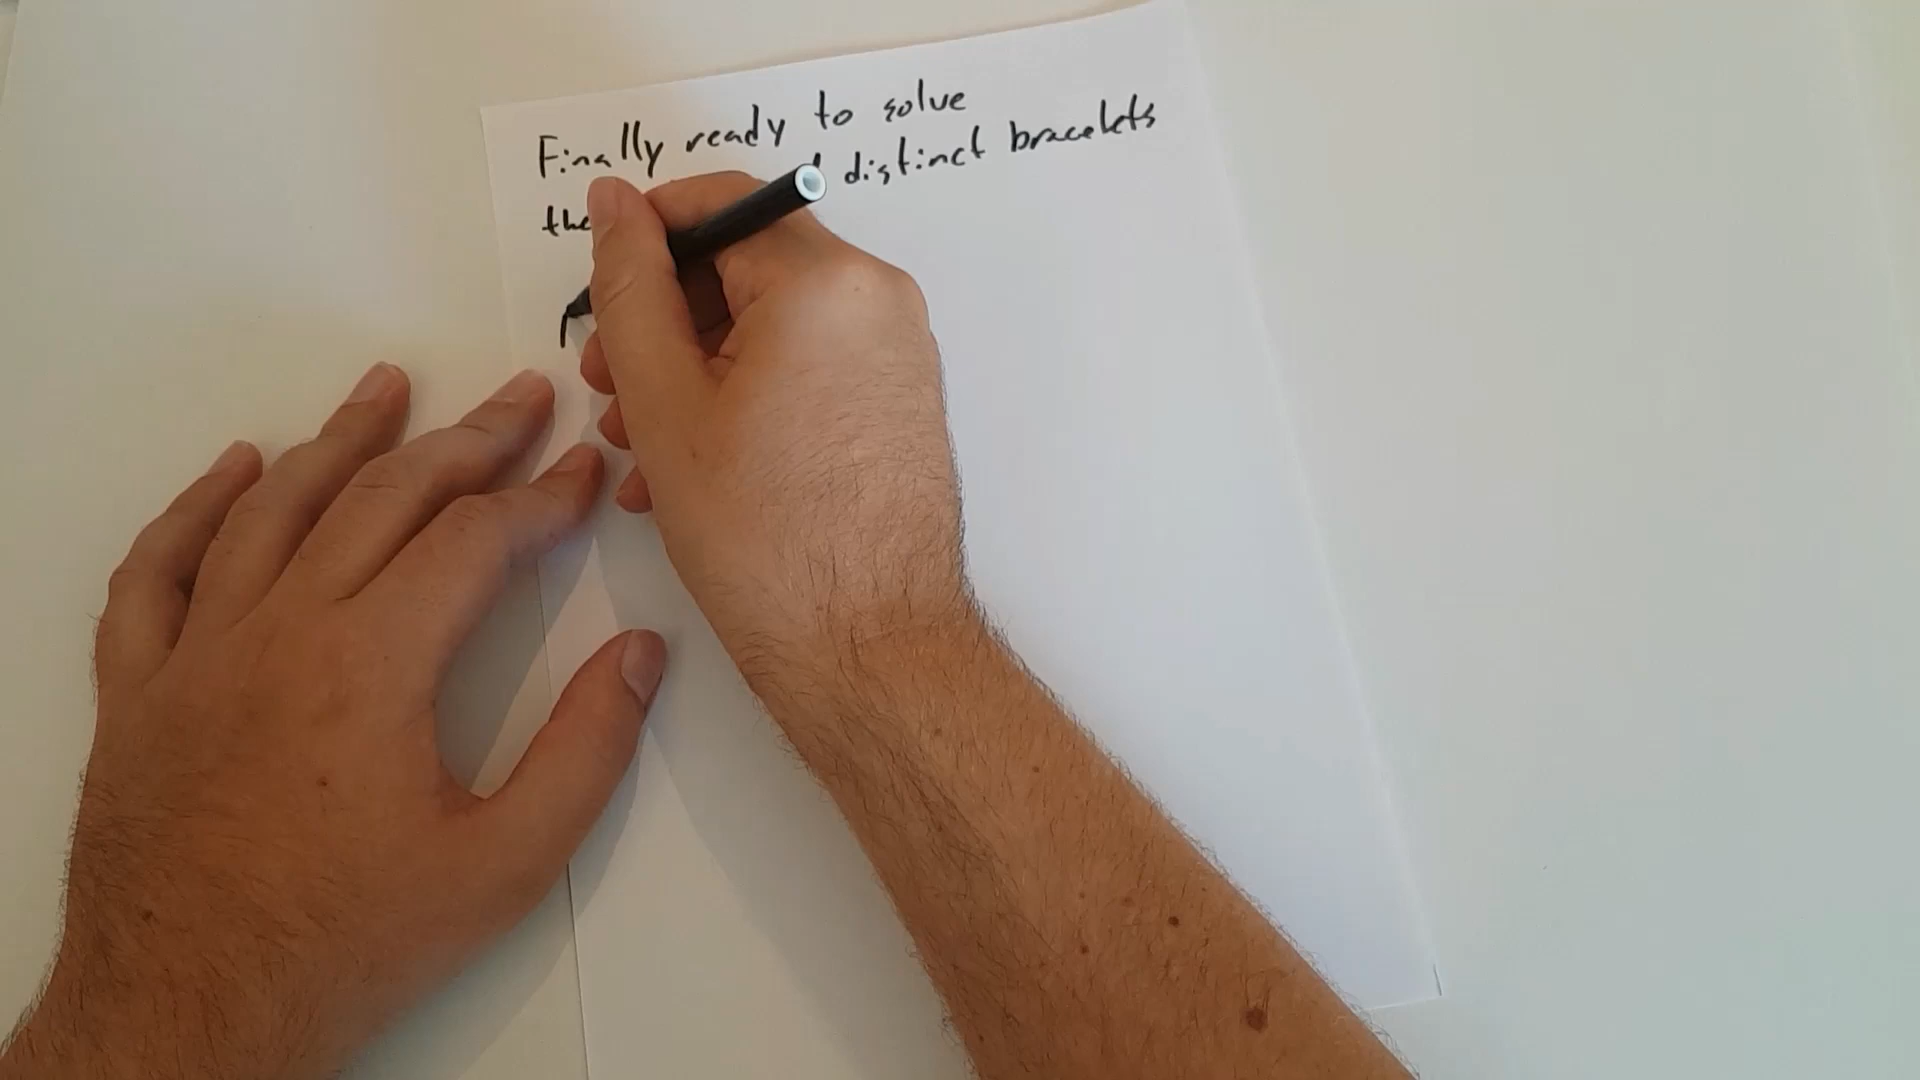 Finally ready to solve
the distinct bracelets